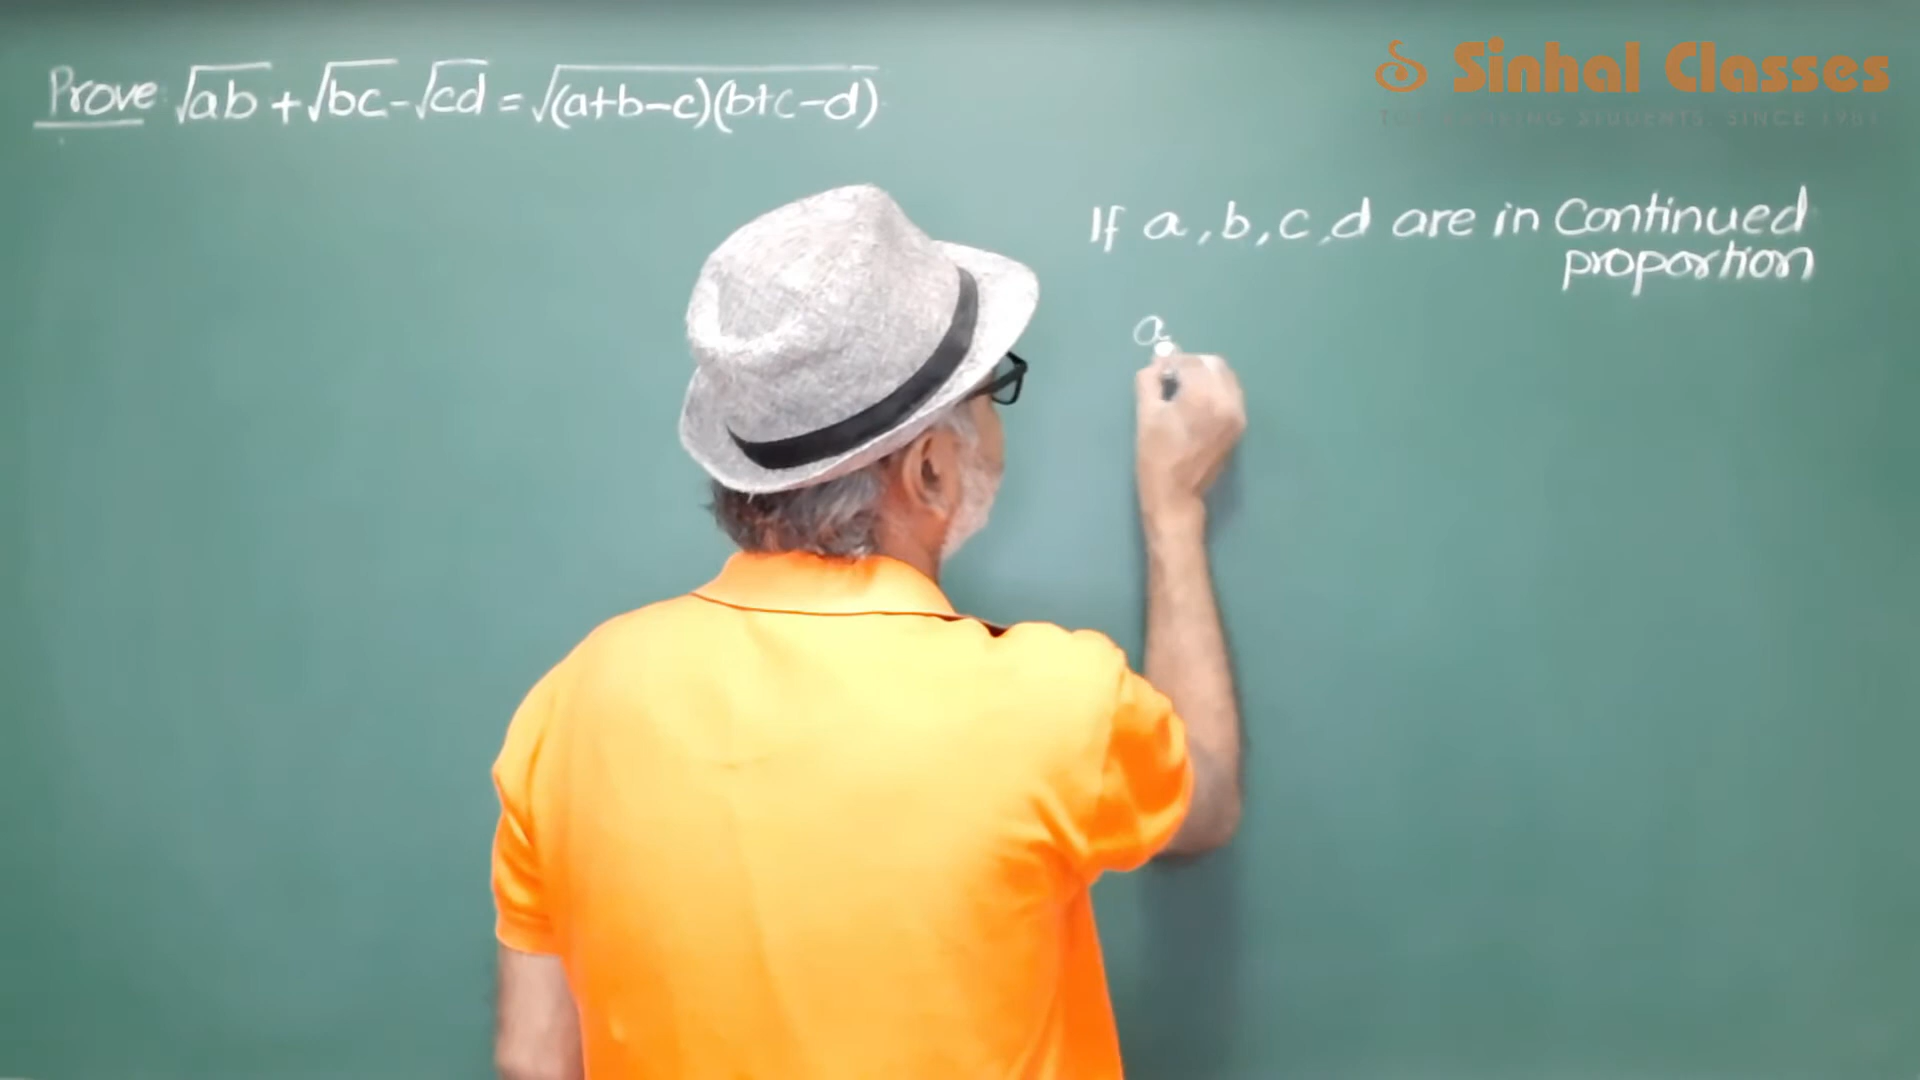 Prove √ab + √bc - √cd = √(a+b-c)(b+c-d)
Sinhal Classes
If a, b, c, d are in Continued
proportion
a